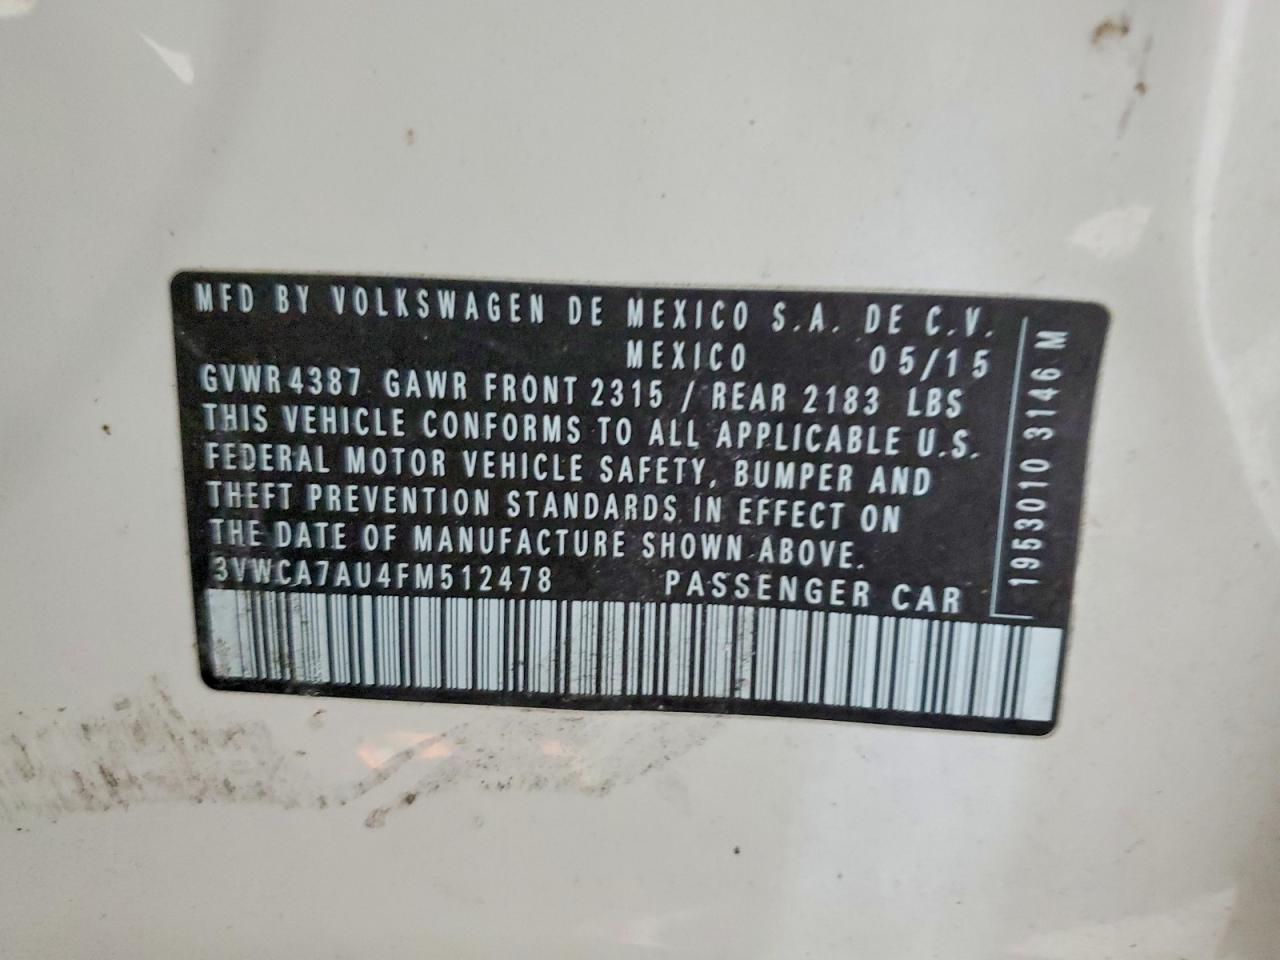 MFD BY VOLKSWAGEN DE MEXICO S.A. DE C.V.
MEXICO 05/15
GVWR 4387 GAWR FRONT 2315 / REAR 2183 LBS
THIS VEHICLE CONFORMS TO ALL APPLICABLE U.S.
FEDERAL MOTOR VEHICLE SAFETY, BUMPER AND
THEFT PREVENTION STANDARDS IN EFFECT ON
THE DATE OF MANUFACTURE SHOWN ABOVE.
3VWCA7AU4FM512478 PASSENGER CAR
1953010 3146 M